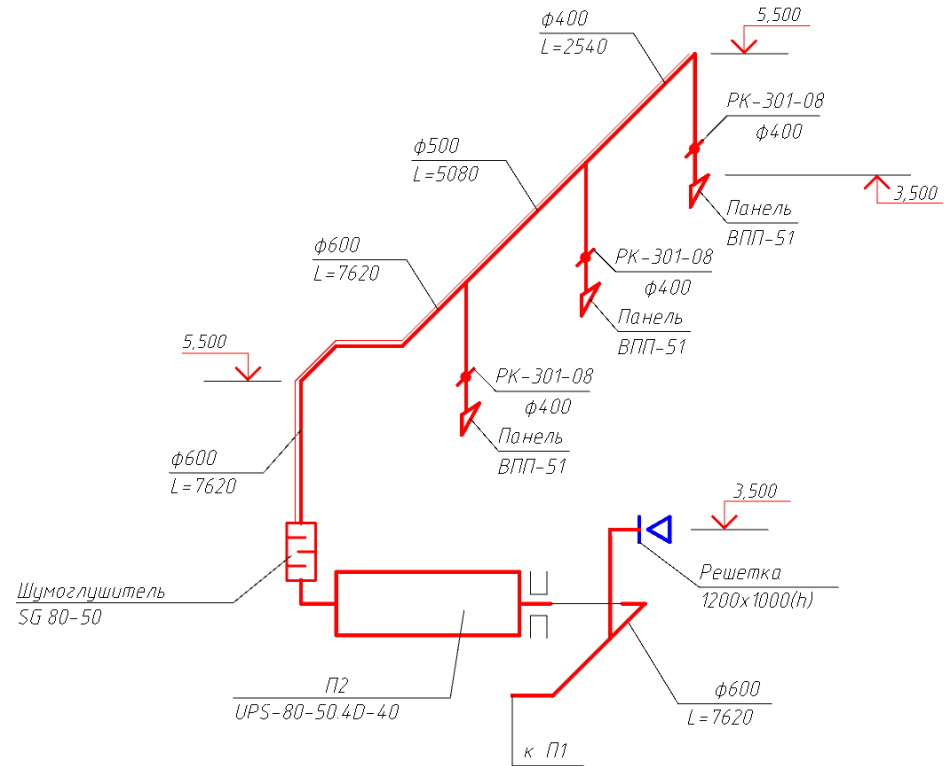 ф400
L=2540
5,500
РК-301-08
ф400
3,500
Панель
ВПП-51
ф500
L=5080
РК-301-08
ф400
Панель
ВПП-51
ф600
L=7620
5,500
РК-301-08
ф400
Панель
ВПП-51
ф600
L=7620
3,500
Решетка
1200х1000(h)
Шумоглушитель
SG 80-50
П2
UPS-80-50.4D-40
ф600
L=7620
к П1